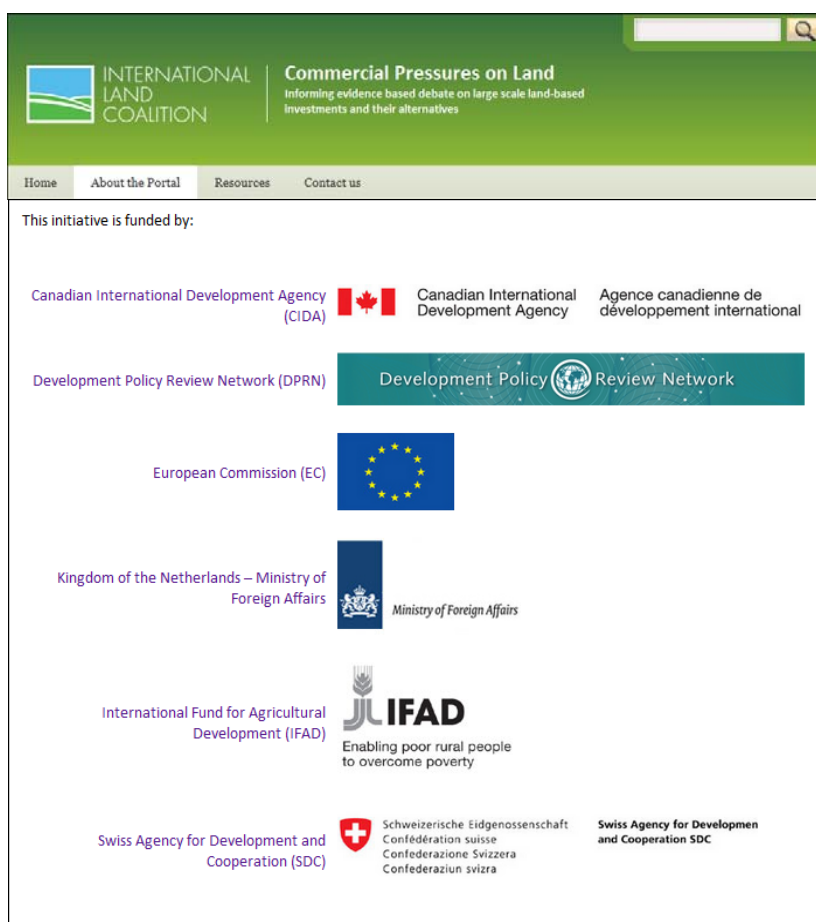 INTERNATIONAL
LAND
COALITION
Commercial Pressures on Land
Informing evidence based debate on large scale land-based
investments and their alternatives
Home About the Portal Resources Contact us
This initiative is funded by:
Canadian International Development Agency
(CIDA)
Canadian International
Development Agency
Agence canadienne de
développement international
Development Policy Review Network (DPRN)
Development Policy Review Network
European Commission (EC)
Kingdom of the Netherlands – Ministry of
Foreign Affairs
Ministry of Foreign Affairs
International Fund for Agricultural
Development (IFAD)
IFAD
Enabling poor rural people
to overcome poverty
Swiss Agency for Development and
Cooperation (SDC)
Schweizerische Eidgenossenschaft
Confédération suisse
Confederazione Svizzera
Confederaziun svizra
Swiss Agency for Developmen
and Cooperation SDC